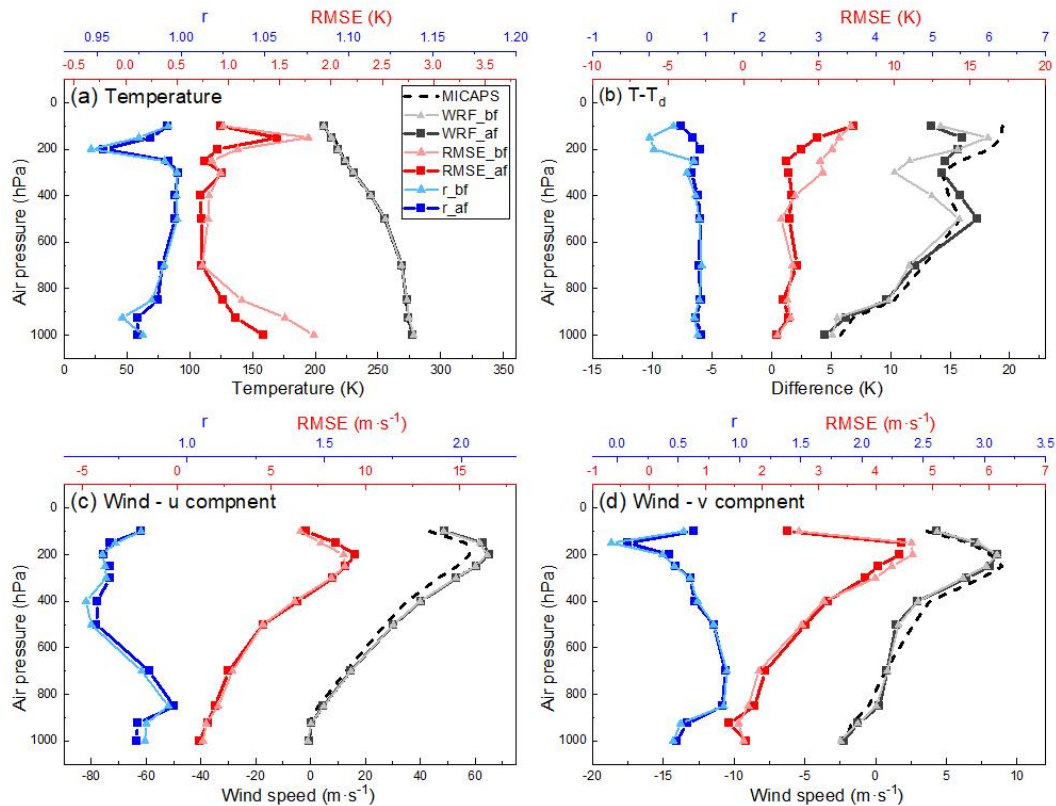 r
RMSE (K)
0.95 1.00 1.05 1.10 1.15 1.20
-0.5 0.0 0.5 1.0 1.5 2.0 2.5 3.0 3.5
(a) Temperature
MICAPS
WRF_bf
WRF_af
RMSE_bf
RMSE_af
r_bf
r_af
Air pressure (hPa)
0
200
400
600
800
1000
0 50 100 150 200 250 300 350
Temperature (K)
r
RMSE (K)
-1 0 1 2 3 4 5 6 7
-10 -5 0 5 10 15 20
(b) T-Td
Air pressure (hPa)
0
200
400
600
800
1000
-15 -10 -5 0 5 10 15 20
Difference (K)
r
RMSE (m·s-1)
1.0 1.5 2.0
-5 0 5 10 15
(c) Wind - u compnent
Air pressure (hPa)
0
200
400
600
800
1000
-80 -60 -40 -20 0 20 40 60
Wind speed (m·s-1)
r
RMSE (m·s-1)
0.0 0.5 1.0 1.5 2.0 2.5 3.0 3.5
-1 0 1 2 3 4 5 6 7
(d) Wind - v compnent
Air pressure (hPa)
0
200
400
600
800
1000
-20 -15 -10 -5 0 5 10
Wind speed (m·s-1)